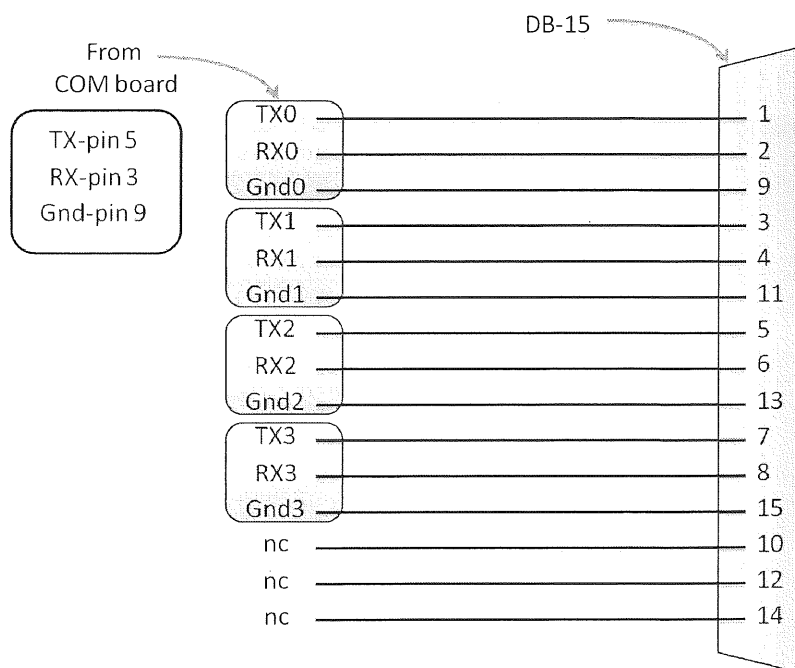 DB-15
From
COM board
TX-pin 5
RX-pin 3
Gnd-pin 9
TX0 1
RX0 2
Gnd0 9
TX1 3
RX1 4
Gnd1 11
TX2 5
RX2 6
Gnd2 13
TX3 7
RX3 8
Gnd3 15
nc 10
nc 12
nc 14